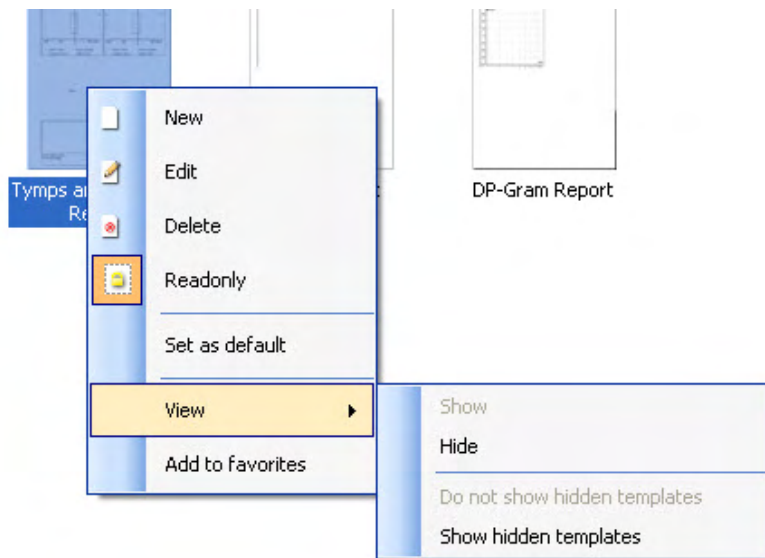 New
Edit
Tymps a
Re
DP-Gram Report
Delete
Readonly
Set as default
View
Add to favorites
Show
Hide
Do not show hidden templates
Show hidden templates